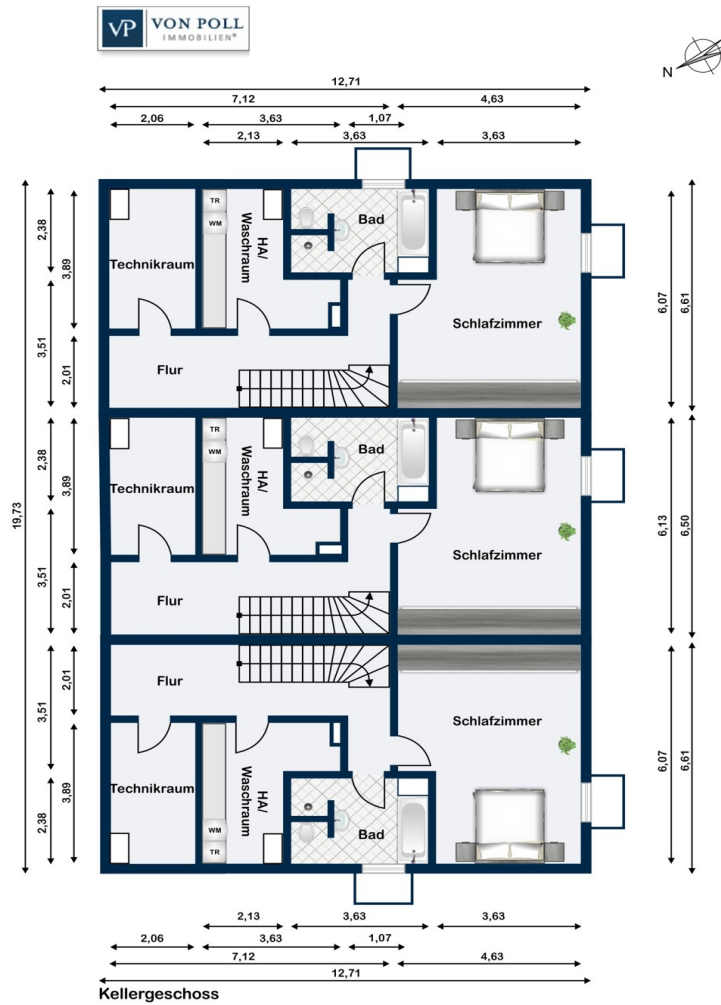 VP VON POLL
IMMOBILIEN®
N
12,71
7,12 4,63
2,06 3,63 1,07
2,13 3,63 3,63
TR
WM
HA/
Waschraum
Bad
Technikraum
Schlafzimmer
Flur
2,38
3,89
3,51
2,01
6,07
6,61
TR
WM
HA/
Waschraum
Bad
Technikraum
Schlafzimmer
Flur
2,38
3,89
3,51
2,01
19,73
6,13
6,50
Flur
Schlafzimmer
Technikraum
HA/
Waschraum
WM
TR
Bad
2,01
3,51
3,89
2,38
6,07
6,61
2,13 3,63 3,63
2,06 3,63 1,07
7,12 4,63
12,71
Kellergeschoss